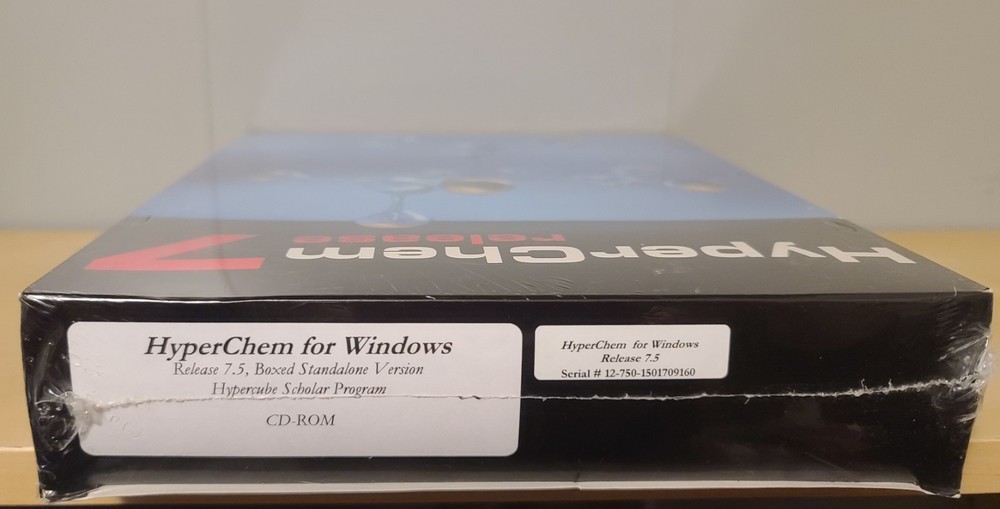 HyperChem
release
7
HyperChem for Windows
Release 7.5, Boxed Standalone Version
Hypercube Scholar Program
CD-ROM
HyperChem for Windows
Release 7.5
Serial # 12-750-1501709160